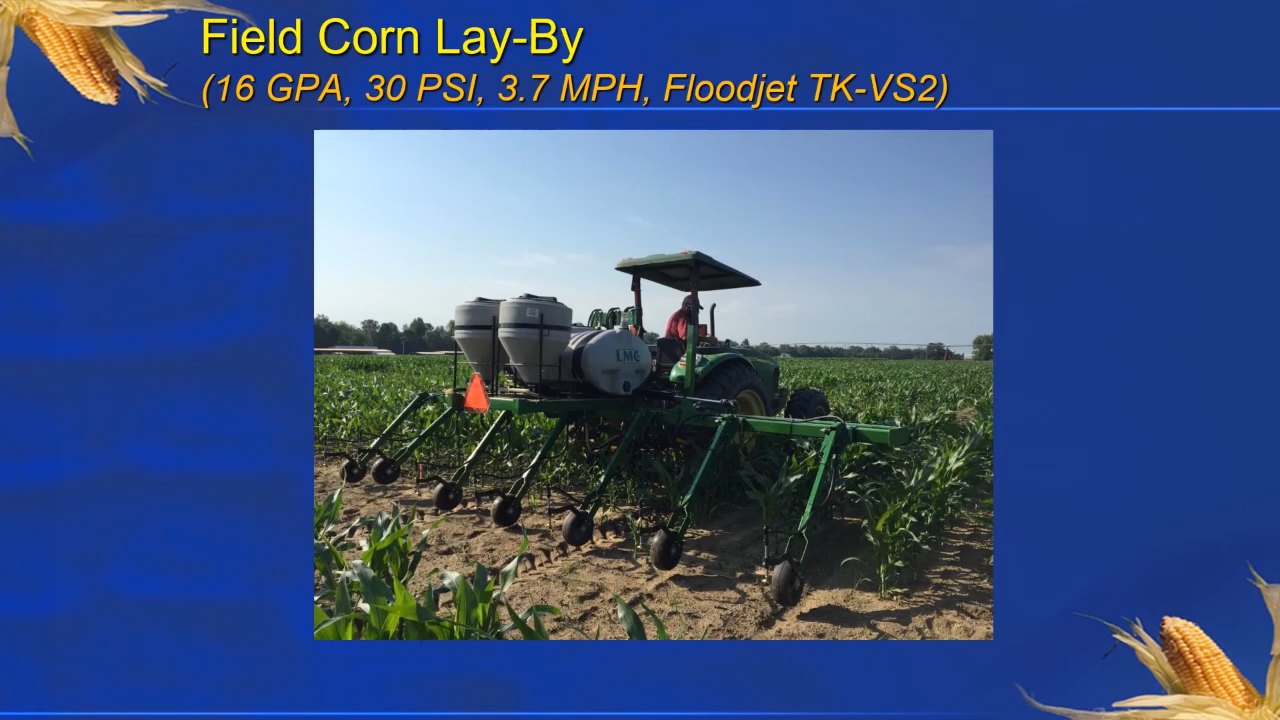 Field Corn Lay-By
(16 GPA, 30 PSI, 3.7 MPH, Floodjet TK-VS2)
LMC